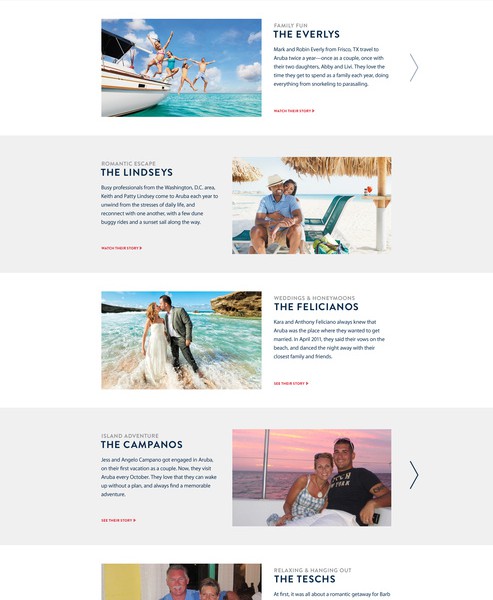 FAMILY FUN
THE EVERLYS
Mark and Robin Everly from Frisco, TX travel to
Aruba twice a year—once as a couple, once with
their two daughters, Abby and Livi. They love the
time they get to spend as a family each year, doing
everything from snorkeling to parasailing.
WATCH THEIR STORY
ROMANTIC ESCAPE
THE LINDSEYS
Busy professionals from the Washington, D.C. area,
Keith and Patty Lindsey come to Aruba each year to
unwind from the stresses of daily life, and
reconnect with one another, with a few dune
buggy rides and a sunset sail along the way.
WATCH THEIR STORY
WEDDINGS & HONEYMOONS
THE FELICIANOS
Kara and Anthony Feliciano always knew that
Aruba was the place where they wanted to get
married. In April 2011, they said their vows on the
beach, and danced the night away with their
closest family and friends.
SEE THEIR STORY
ISLAND ADVENTURE
THE CAMPANOS
Jess and Angelo Campano got engaged in Aruba,
on their first vacation as a couple. Now, they visit
Aruba every October. They love that they can wake
up without a plan, and always find a memorable
adventure.
SEE THEIR STORY
RELAXING & HANGING OUT
THE TESCHS
At first, it was all about a romantic getaway for Barb